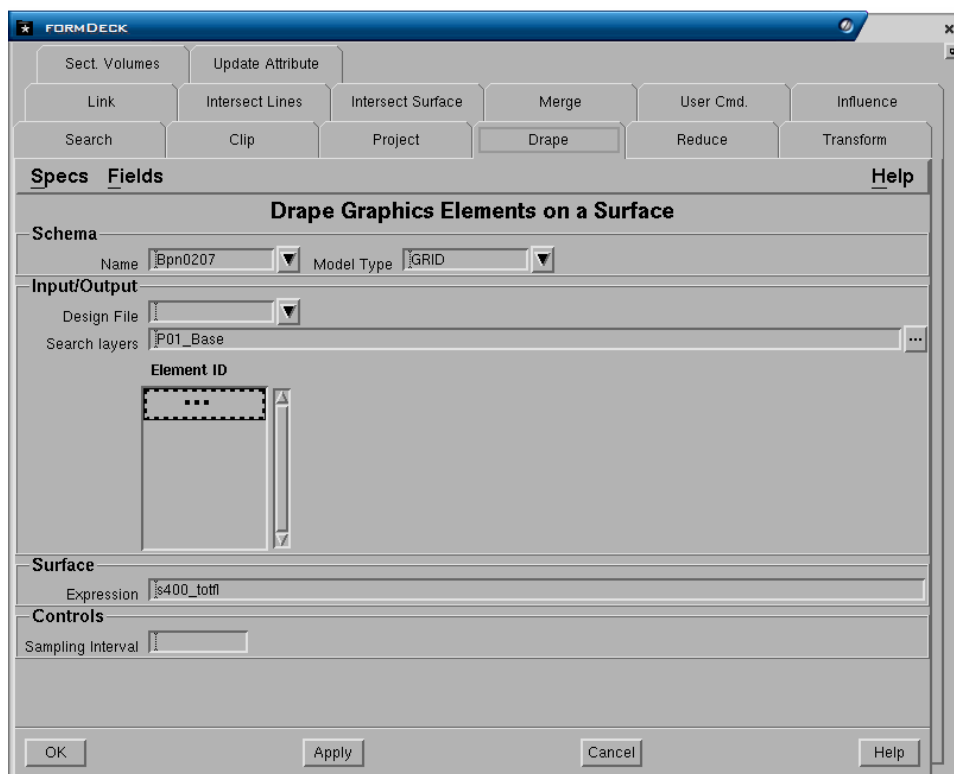 FORMDECK
Sect. Volumes Update Attribute
Link Intersect Lines Intersect Surface Merge User Cmd. Influence
Search Clip Project Drape Reduce Transform
Specs Fields Help
Drape Graphics Elements on a Surface
Schema
Name Bpn0207 Model Type GRID
Input/Output
Design File
Search layers P01_Base ...
Element ID
...
Surface
Expression s400_totfl
Controls
Sampling Interval
OK Apply Cancel Help